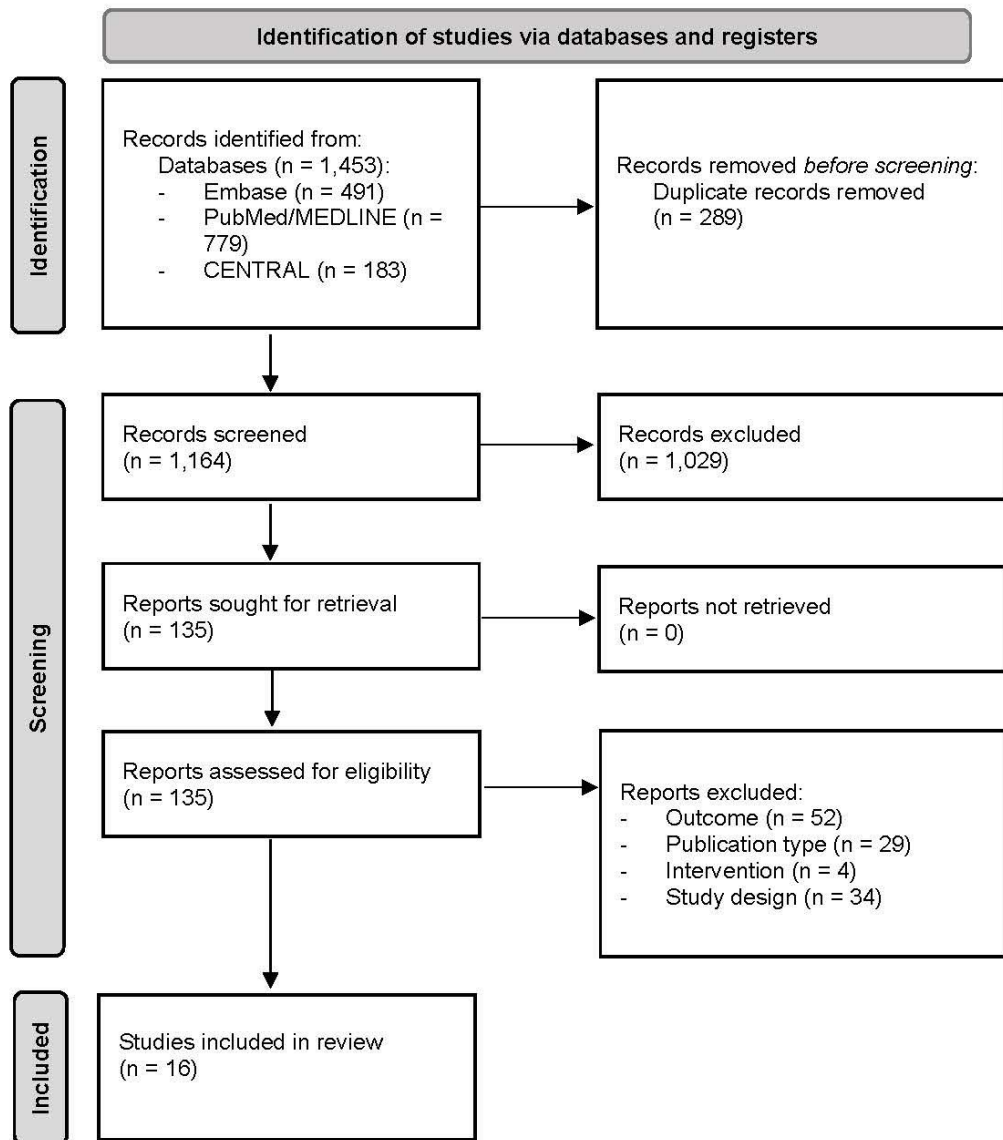 Identification of studies via databases and registers
Identification
Records identified from:
Databases (n = 1,453):
- Embase (n = 491)
- PubMed/MEDLINE (n =
779)
- CENTRAL (n = 183)
Records removed before screening:
Duplicate records removed
(n = 289)
Screening
Records screened
(n = 1,164)
Records excluded
(n = 1,029)
Reports sought for retrieval
(n = 135)
Reports not retrieved
(n = 0)
Reports assessed for eligibility
(n = 135)
Reports excluded:
- Outcome (n = 52)
- Publication type (n = 29)
- Intervention (n = 4)
- Study design (n = 34)
Included
Studies included in review
(n = 16)